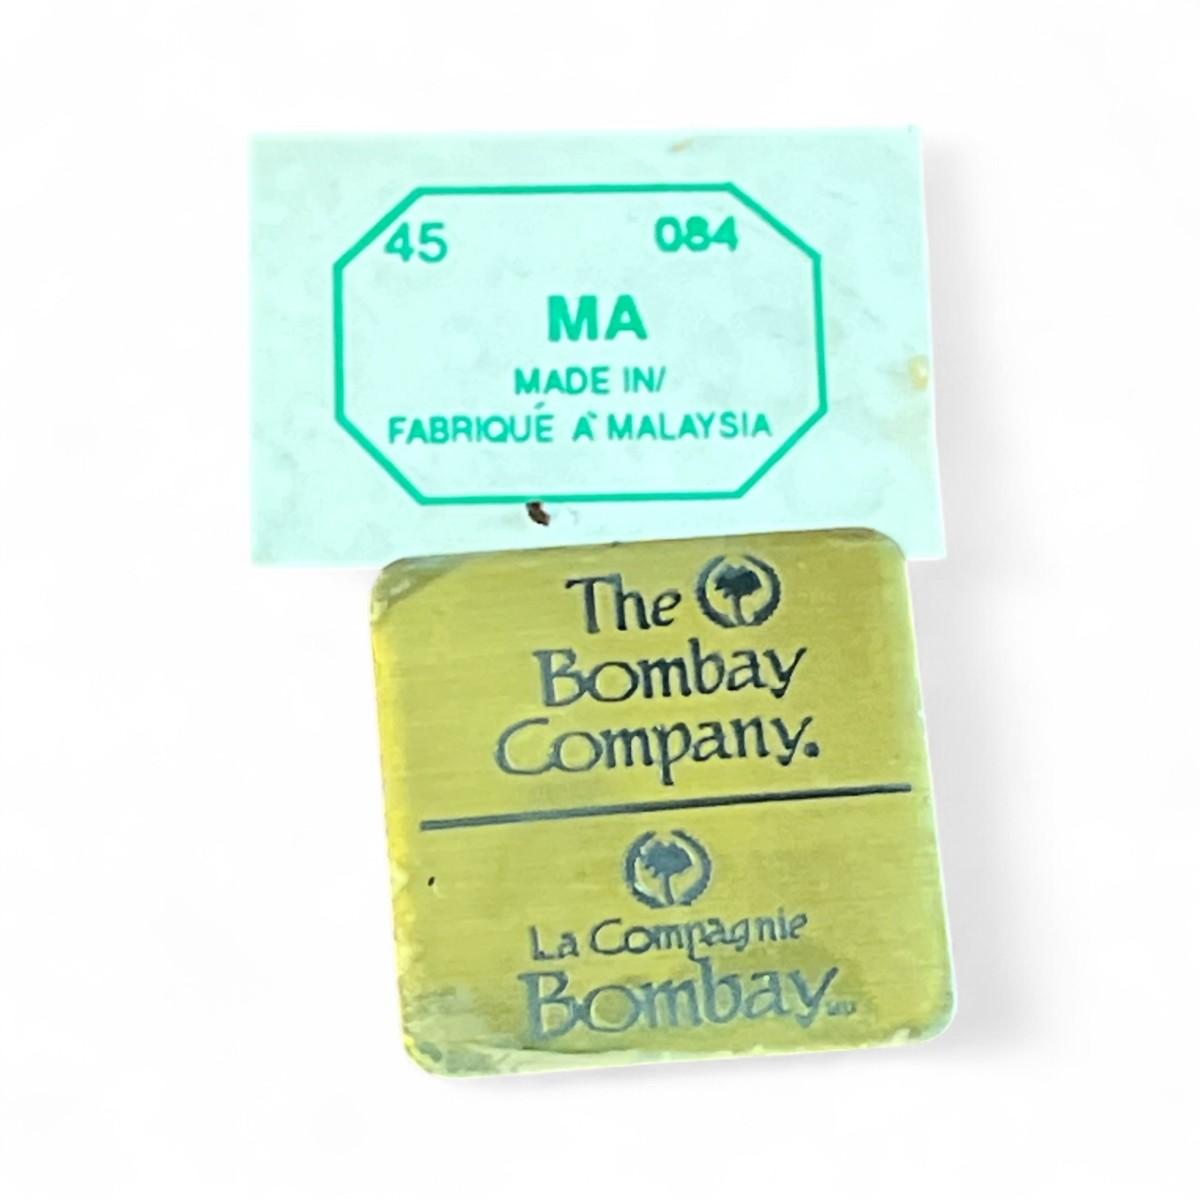 45 084
MA
MADE IN/
FABRIQUÉ À MALAYSIA
The
Bombay
Company.
La Compagnie
Bombay